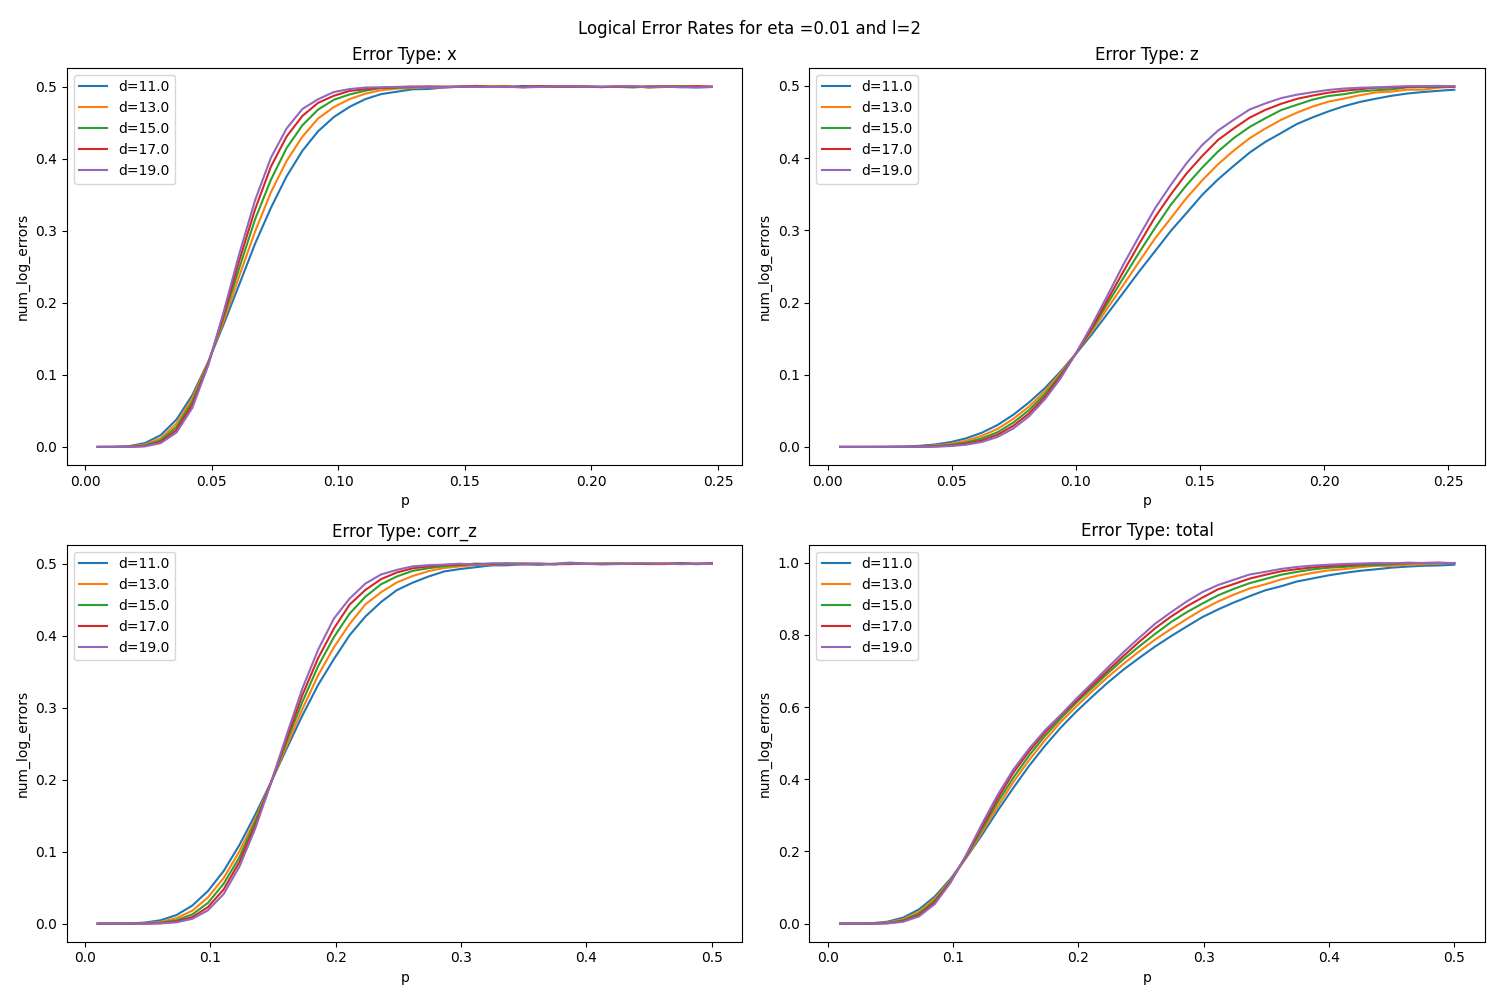 Logical Error Rates for eta =0.01 and l=2
Error Type: x
d=11.0
d=13.0
d=15.0
d=17.0
d=19.0
0.5
0.4
0.3
0.2
0.1
0.0
num_log_errors
0.00 0.05 0.10 0.15 0.20 0.25
p
Error Type: z
d=11.0
d=13.0
d=15.0
d=17.0
d=19.0
0.5
0.4
0.3
0.2
0.1
0.0
num_log_errors
0.00 0.05 0.10 0.15 0.20 0.25
p
Error Type: corr_z
d=11.0
d=13.0
d=15.0
d=17.0
d=19.0
0.5
0.4
0.3
0.2
0.1
0.0
num_log_errors
0.0 0.1 0.2 0.3 0.4 0.5
p
Error Type: total
d=11.0
d=13.0
d=15.0
d=17.0
d=19.0
1.0
0.8
0.6
0.4
0.2
0.0
num_log_errors
0.0 0.1 0.2 0.3 0.4 0.5
p